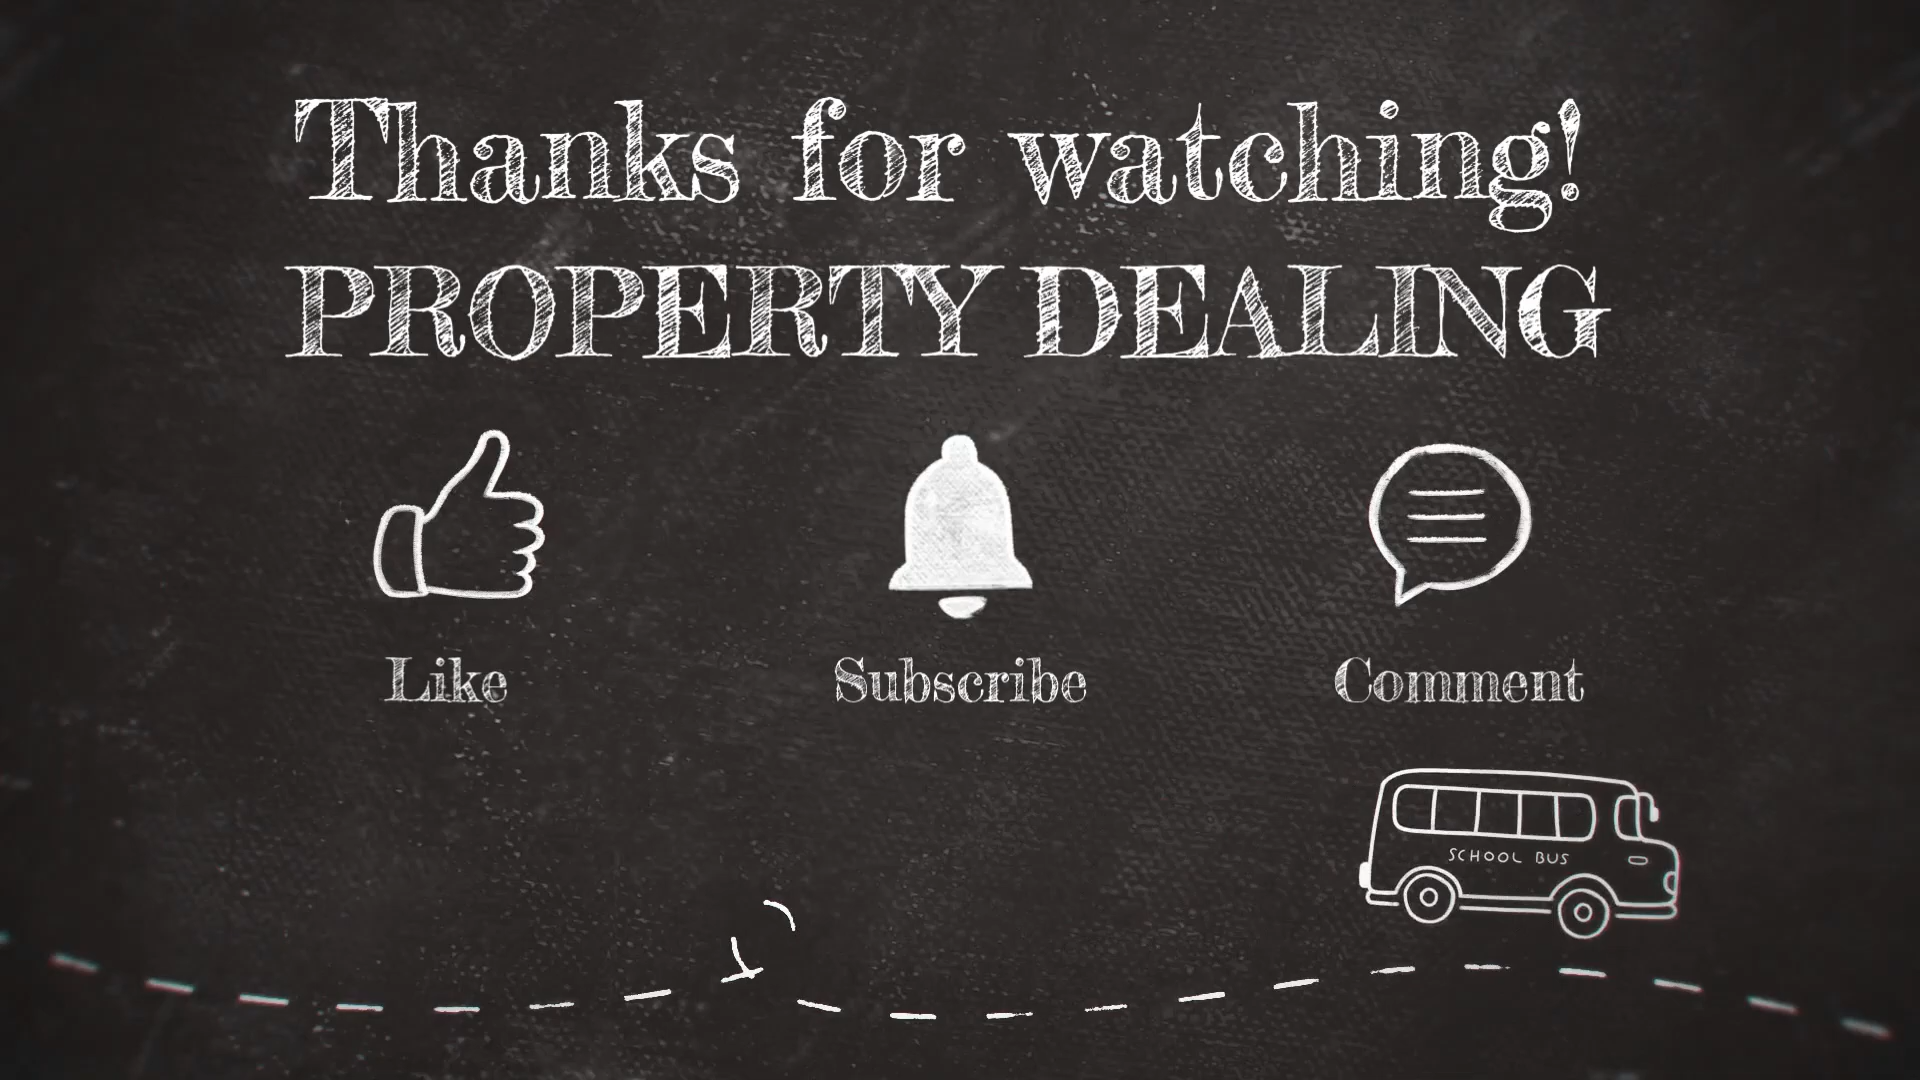 Thanks for watching!
PROPERTY DEALING
Like
Subscribe
Comment
SCHOOL BUS